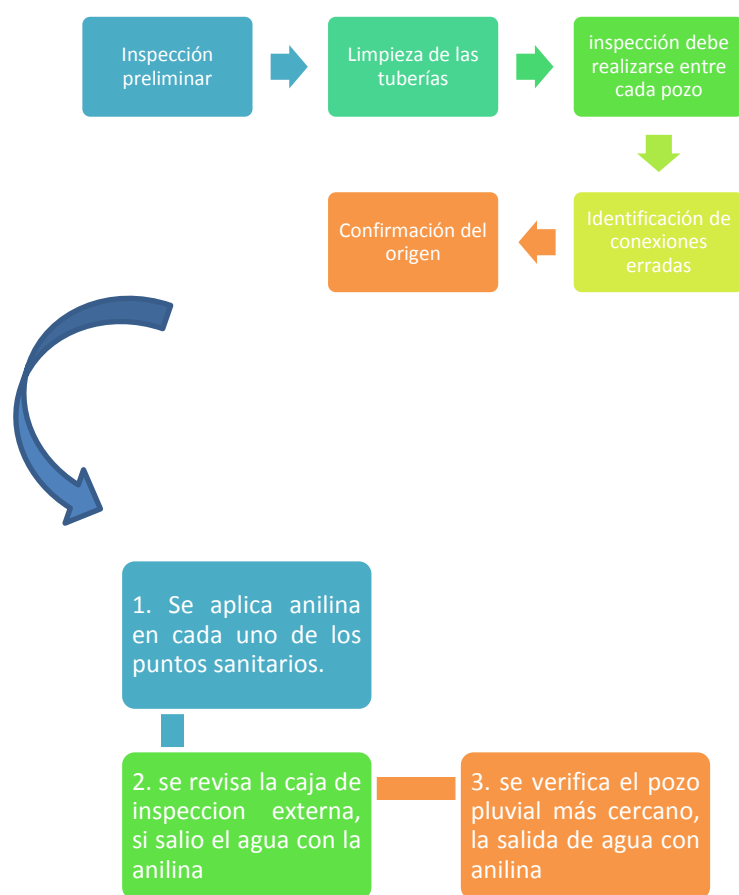 Inspección
preliminar
Limpieza de las
tuberías
inspección debe
realizarse entre
cada pozo
Identificación de
conexiones
erradas
Confirmación del
origen
1. Se aplica anilina
en cada uno de los
puntos sanitarios.
2. se revisa la caja de
inspeccion externa,
si salio el agua con la
anilina
3. se verifica el pozo
pluvial más cercano,
la salida de agua con
anilina